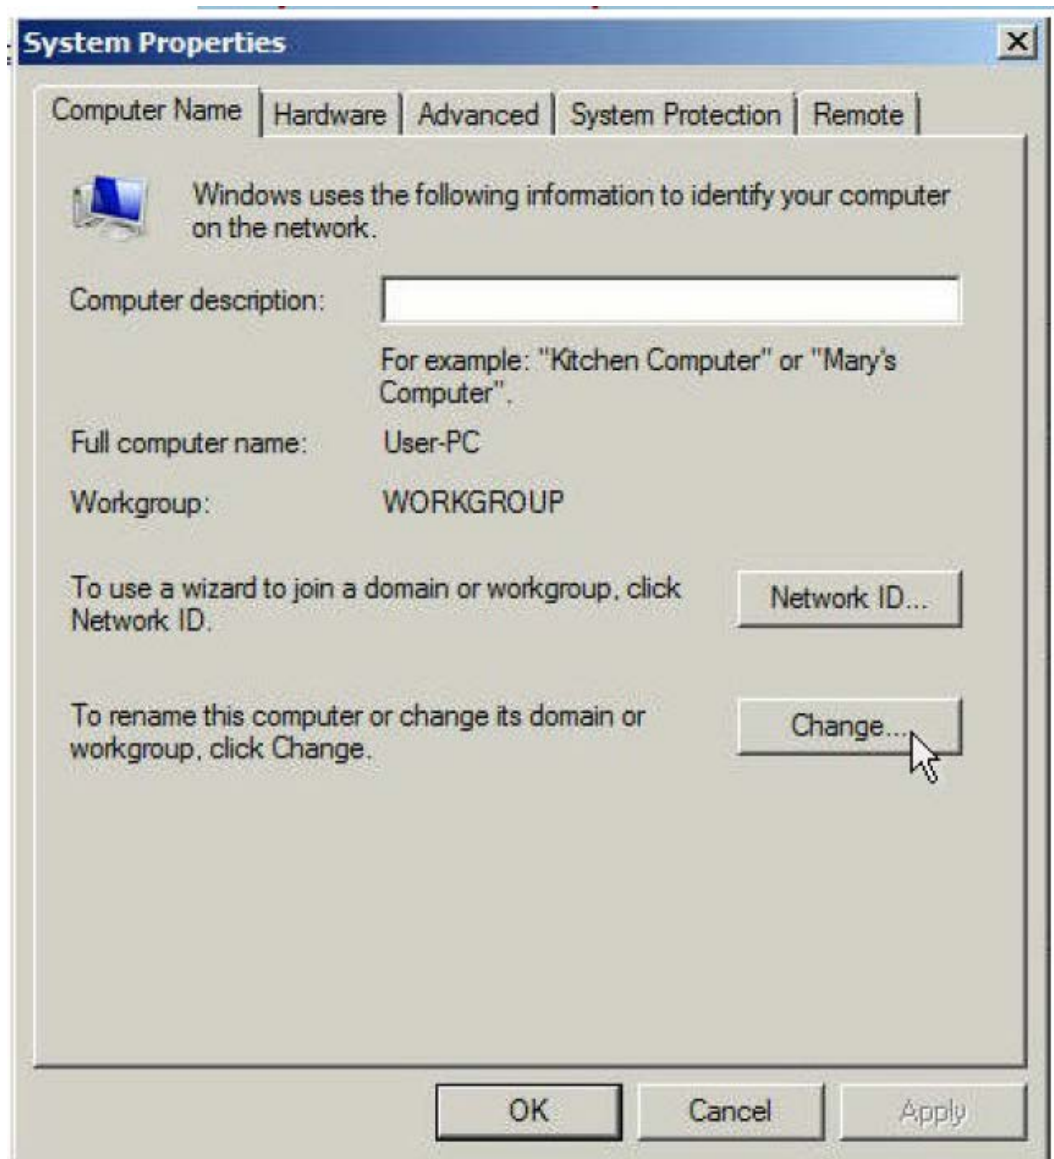 System Properties
Computer Name
Hardware
Advanced
System Protection
Remote
Windows uses the following information to identify your computer
on the network.
Computer description:
For example: "Kitchen Computer" or "Mary's
Computer".
Full computer name:
User-PC
Workgroup:
WORKGROUP
To use a wizard to join a domain or workgroup, click
Network ID.
Network ID...
To rename this computer or change its domain or
workgroup, click Change.
Change...
OK
Cancel
Apply